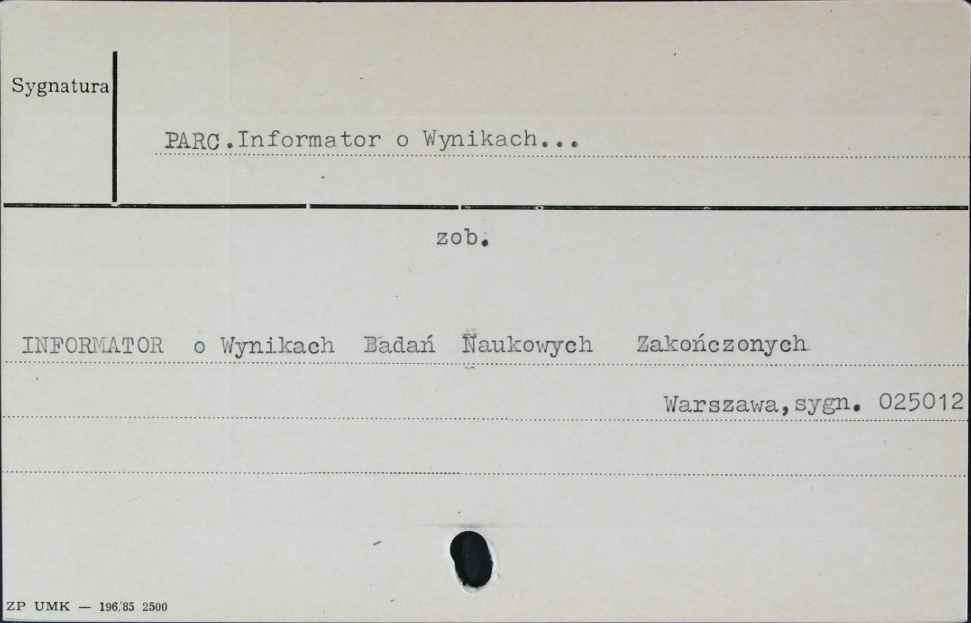 Sygnatura
PARC.Informator o Wynikach...
zob.
INFORMATOR o Wynikach Badań Naukowych Zakończonych
Warszawa,sygn. 025012
ZP UMK — 196/85 2500